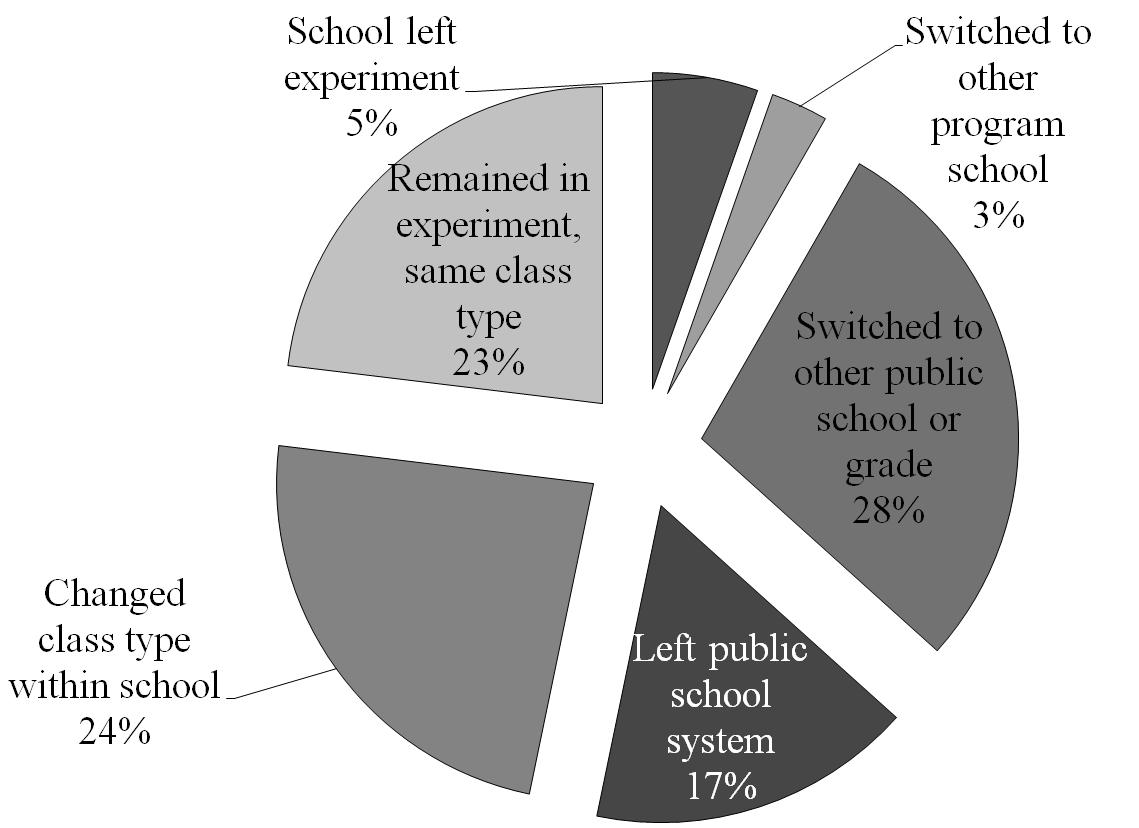 School left
experiment
5%
Switched to
other
program
school
3%
Remained in
experiment,
same class
type
23%
Switched to
other public
school or
grade
28%
Changed
class type
within school
24%
Left public
school
system
17%